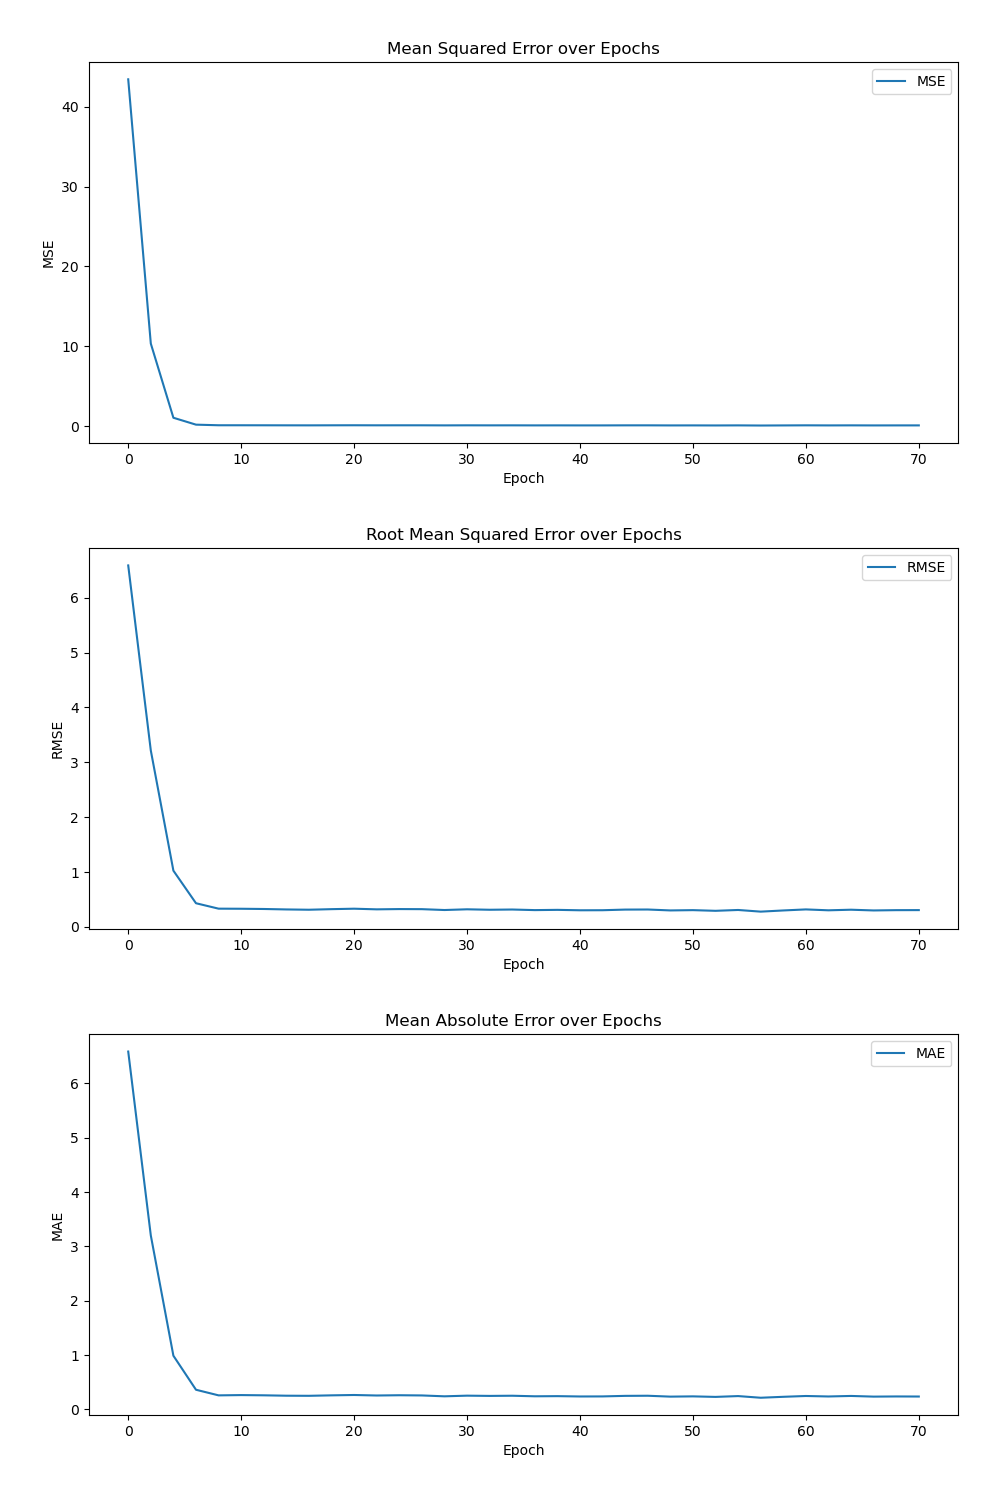 Mean Squared Error over Epochs
MSE
40
30
20
10
0
MSE
0 10 20 30 40 50 60 70
Epoch
Root Mean Squared Error over Epochs
RMSE
6
5
4
3
2
1
0
RMSE
0 10 20 30 40 50 60 70
Epoch
Mean Absolute Error over Epochs
MAE
6
5
4
3
2
1
0
MAE
0 10 20 30 40 50 60 70
Epoch